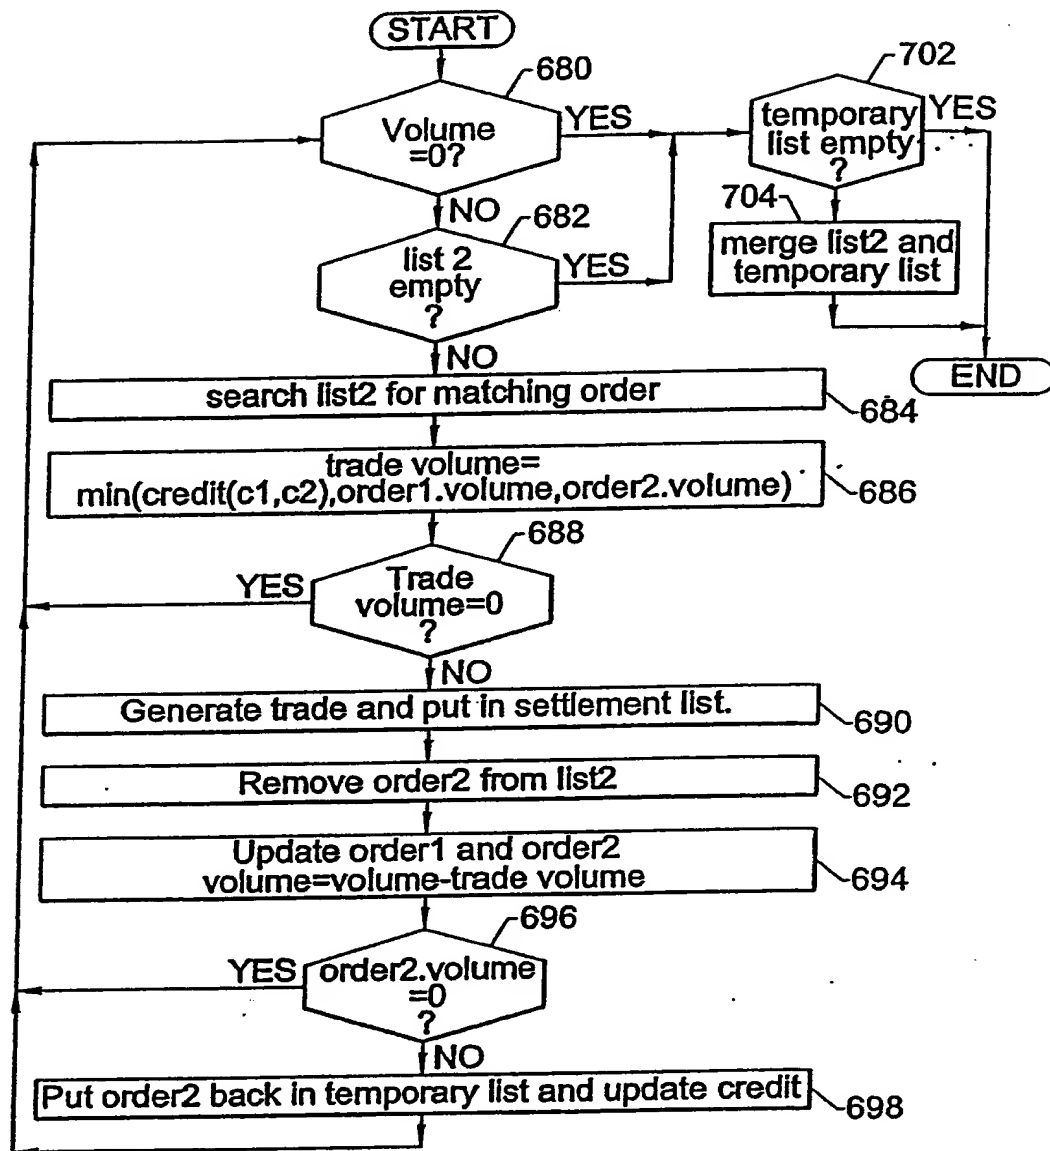 START
680
Volume
=0?
YES
NO
702
temporary
list empty
?
YES
704
merge list2 and
temporary list
END
682
list 2
empty
?
YES
NO
search list2 for matching order
684
trade volume=
min(credit(c1,c2),order1.volume,order2.volume)
686
688
Trade
volume=0
?
YES
NO
Generate trade and put in settlement list.
690
Remove order2 from list2
692
Update order1 and order2
volume=volume-trade volume
694
696
order2.volume
=0
?
YES
NO
Put order2 back in temporary list and update credit
698